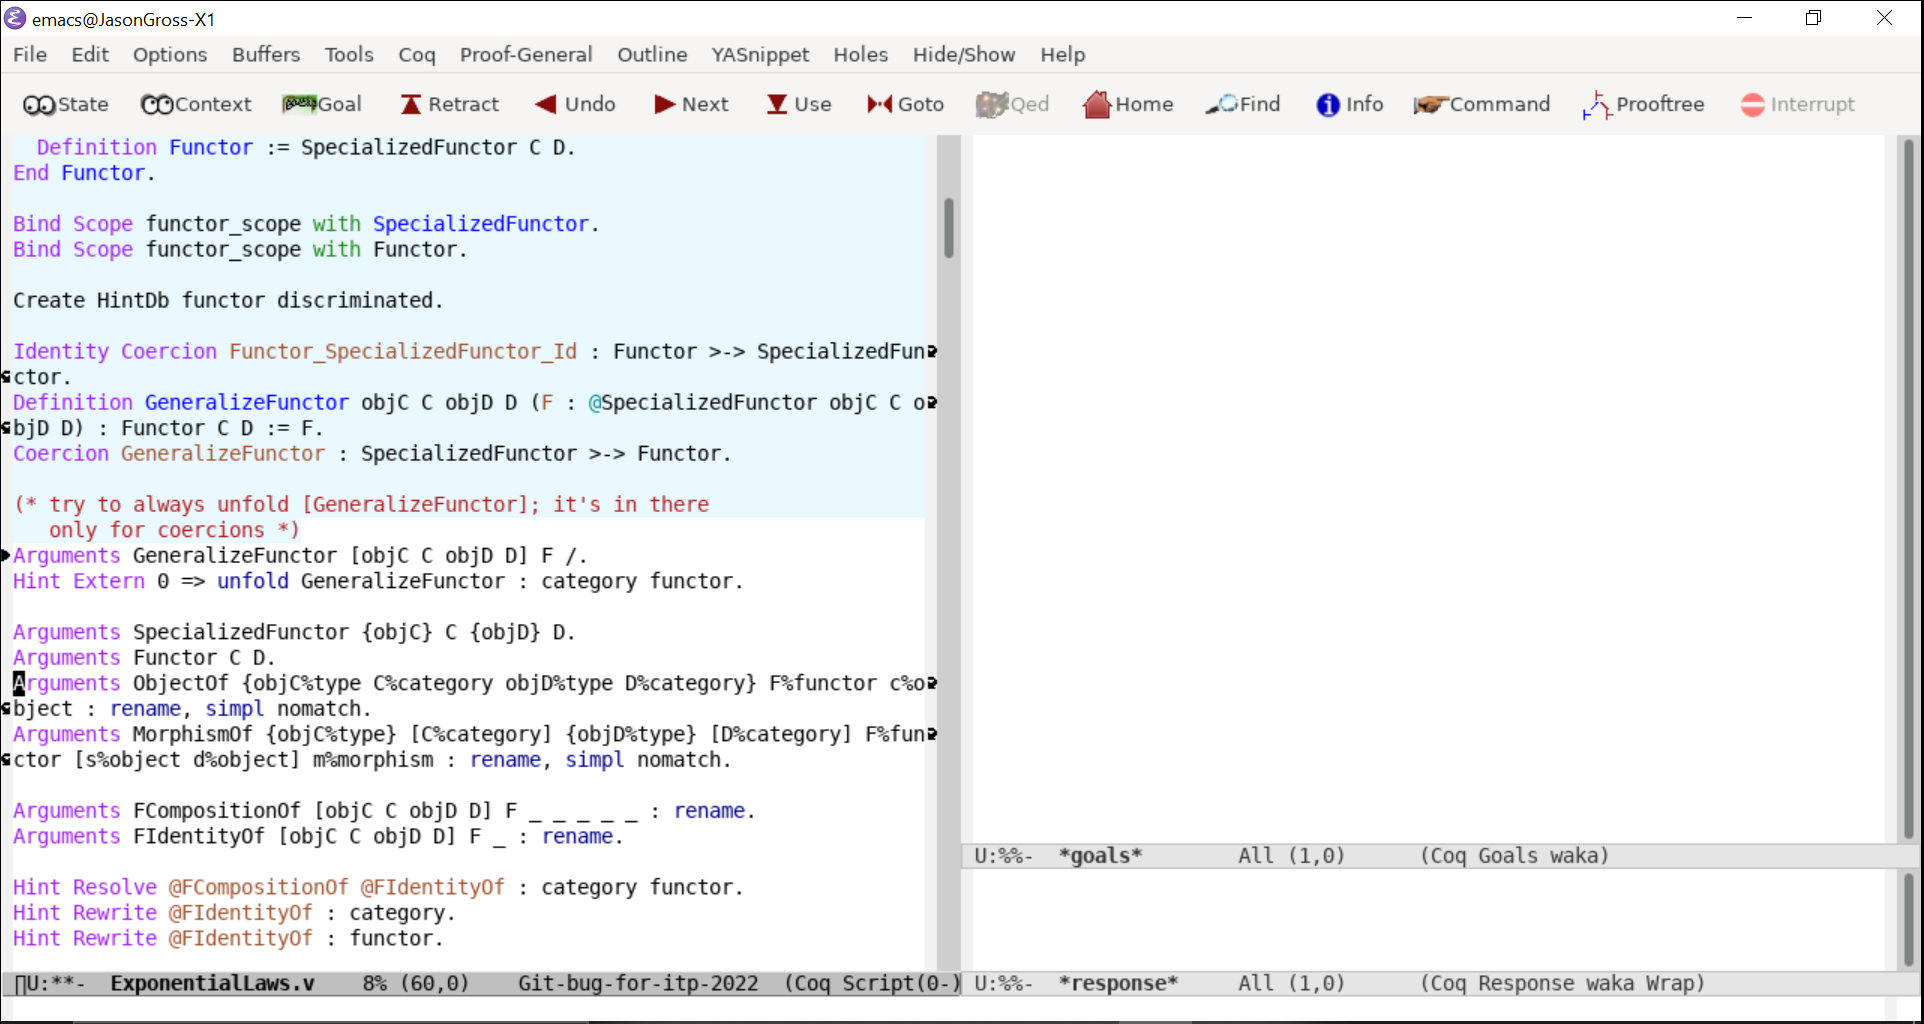 emacs@JasonGross-X1
File Edit Options Buffers Tools Coq Proof-General Outline YASnippet Holes Hide/Show Help
State Context Goal Retract Undo Next Use Goto Qed Home Find Info Command Prooftree Interrupt
  Definition Functor := SpecializedFunctor C D.
End Functor.
Bind Scope functor_scope with SpecializedFunctor.
Bind Scope functor_scope with Functor.
Create HintDb functor discriminated.
Identity Coercion Functor_SpecializedFunctor_Id : Functor >-> SpecializedFun
ctor.
Definition GeneralizeFunctor objC C objD D (F : @SpecializedFunctor objC C o
bjD D) : Functor C D := F.
Coercion GeneralizeFunctor : SpecializedFunctor >-> Functor.
(* try to always unfold [GeneralizeFunctor]; it's in there
   only for coercions *)
Arguments GeneralizeFunctor [objC C objD D] F /.
Hint Extern 0 => unfold GeneralizeFunctor : category functor.
Arguments SpecializedFunctor {objC} C {objD} D.
Arguments Functor C D.
Arguments ObjectOf {objC%type C%category objD%type D%category} F%functor c%o
bject : rename, simpl nomatch.
Arguments MorphismOf {objC%type} [C%category] {objD%type} [D%category] F%fun
ctor [s%object d%object] m%morphism : rename, simpl nomatch.
Arguments FCompositionOf [objC C objD D] F _ _ _ _ _ : rename.
Arguments FIdentityOf [objC C objD D] F _ : rename.
Hint Resolve @FCompositionOf @FIdentityOf : category functor.
Hint Rewrite @FIdentityOf : category.
Hint Rewrite @FIdentityOf : functor.
U:**-  ExponentialLaws.v    8% (60,0)    Git-bug-for-itp-2022  (Coq Script(0-)
U:%%-  *goals*        All (1,0)      (Coq Goals waka)
U:%%-  *response*     All (1,0)      (Coq Response waka Wrap)